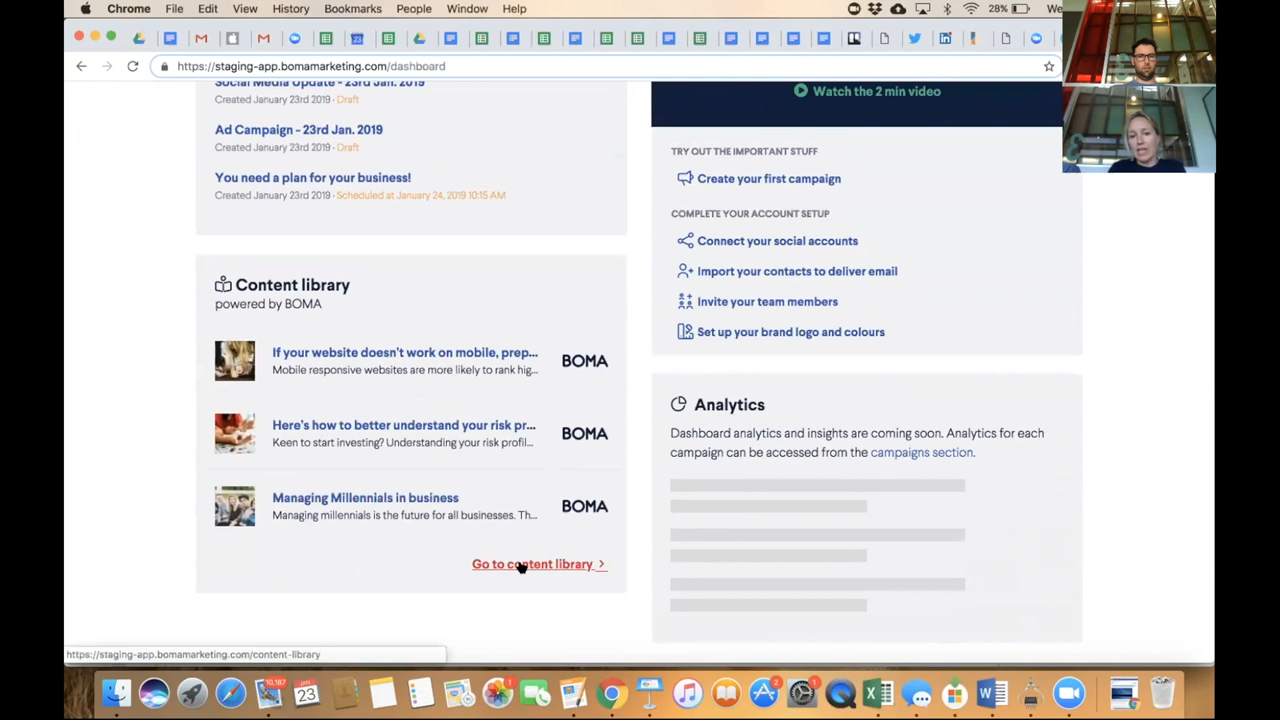 Chrome File Edit View History Bookmarks People Window Help 28% We
https://staging-app.bomamarketing.com/dashboard
Social Media Update - 23rd Jan. 2019
Created January 23rd 2019 · Draft
Ad Campaign - 23rd Jan. 2019
Created January 23rd 2019 · Draft
You need a plan for your business!
Created January 23rd 2019 · Scheduled at January 24, 2019 10:15 AM
Content library
powered by BOMA
If your website doesn't work on mobile, prep...
Mobile responsive websites are more likely to rank hig...
BOMA
Here's how to better understand your risk pr...
Keen to start investing? Understanding your risk profil...
BOMA
Managing Millennials in business
Managing millennials is the future for all businesses. Th...
BOMA
Go to content library >
Watch the 2 min video
TRY OUT THE IMPORTANT STUFF
Create your first campaign
COMPLETE YOUR ACCOUNT SETUP
Connect your social accounts
Import your contacts to deliver email
Invite your team members
Set up your brand logo and colours
Analytics
Dashboard analytics and insights are coming soon. Analytics for each
campaign can be accessed from the campaigns section.
https://staging-app.bomamarketing.com/content-library
10,187
JAN
23
1
2
1